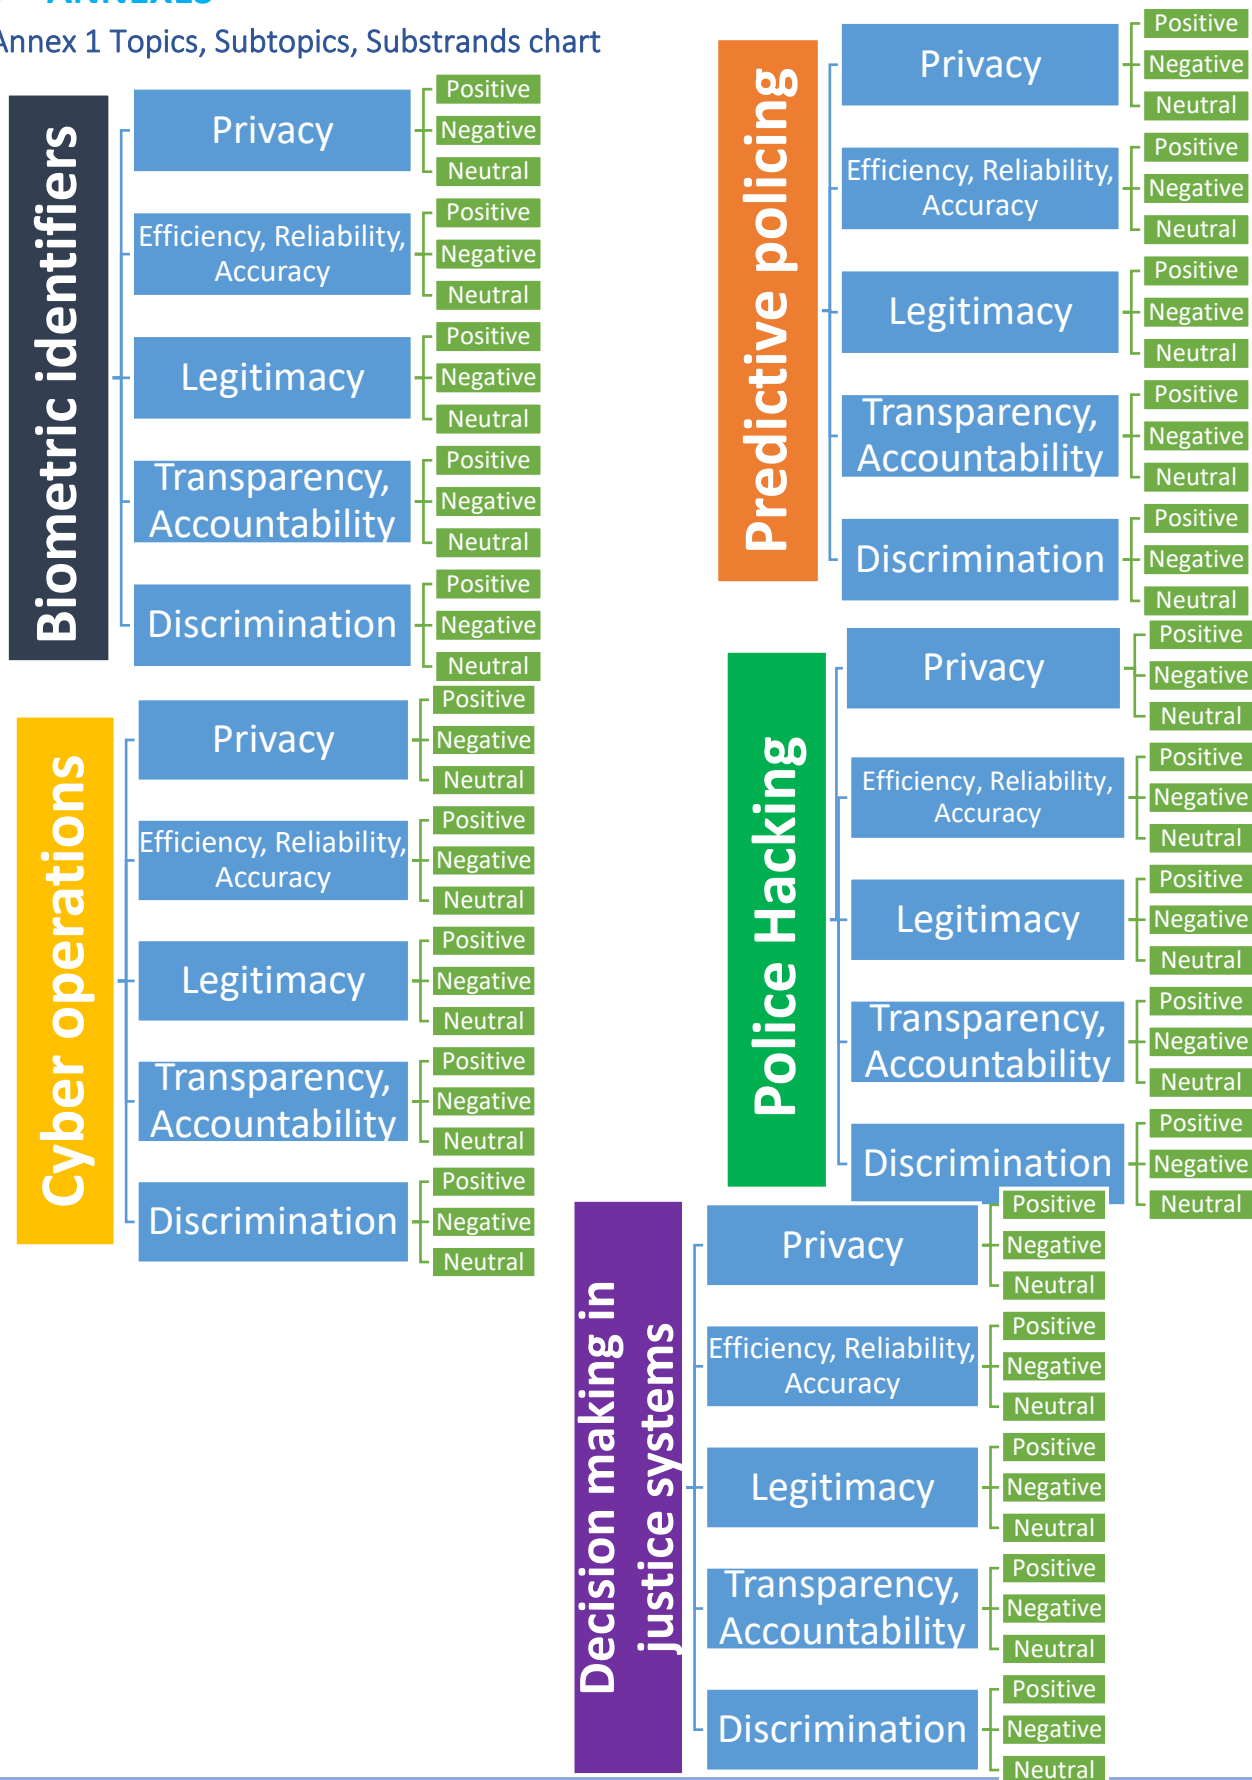 ANNEXALS
Annex 1 Topics, Subtopics, Substrands chart
Biometric identifiers
Privacy
Positive
Negative
Neutral
Efficiency, Reliability,
Accuracy
Positive
Negative
Neutral
Legitimacy
Positive
Negative
Neutral
Transparency,
Accountability
Positive
Negative
Neutral
Discrimination
Positive
Negative
Neutral
Predictive policing
Privacy
Positive
Negative
Neutral
Efficiency, Reliability,
Accuracy
Positive
Negative
Neutral
Legitimacy
Positive
Negative
Neutral
Transparency,
Accountability
Positive
Negative
Neutral
Discrimination
Positive
Negative
Neutral
Cyber operations
Privacy
Positive
Negative
Neutral
Efficiency, Reliability,
Accuracy
Positive
Negative
Neutral
Legitimacy
Positive
Negative
Neutral
Transparency,
Accountability
Positive
Negative
Neutral
Discrimination
Positive
Negative
Neutral
Police Hacking
Privacy
Positive
Negative
Neutral
Efficiency, Reliability,
Accuracy
Positive
Negative
Neutral
Legitimacy
Positive
Negative
Neutral
Transparency,
Accountability
Positive
Negative
Neutral
Discrimination
Positive
Negative
Neutral
Decision making in
justice systems
Privacy
Positive
Negative
Neutral
Efficiency, Reliability,
Accuracy
Positive
Negative
Neutral
Legitimacy
Positive
Negative
Neutral
Transparency,
Accountability
Positive
Negative
Neutral
Discrimination
Positive
Negative
Neutral